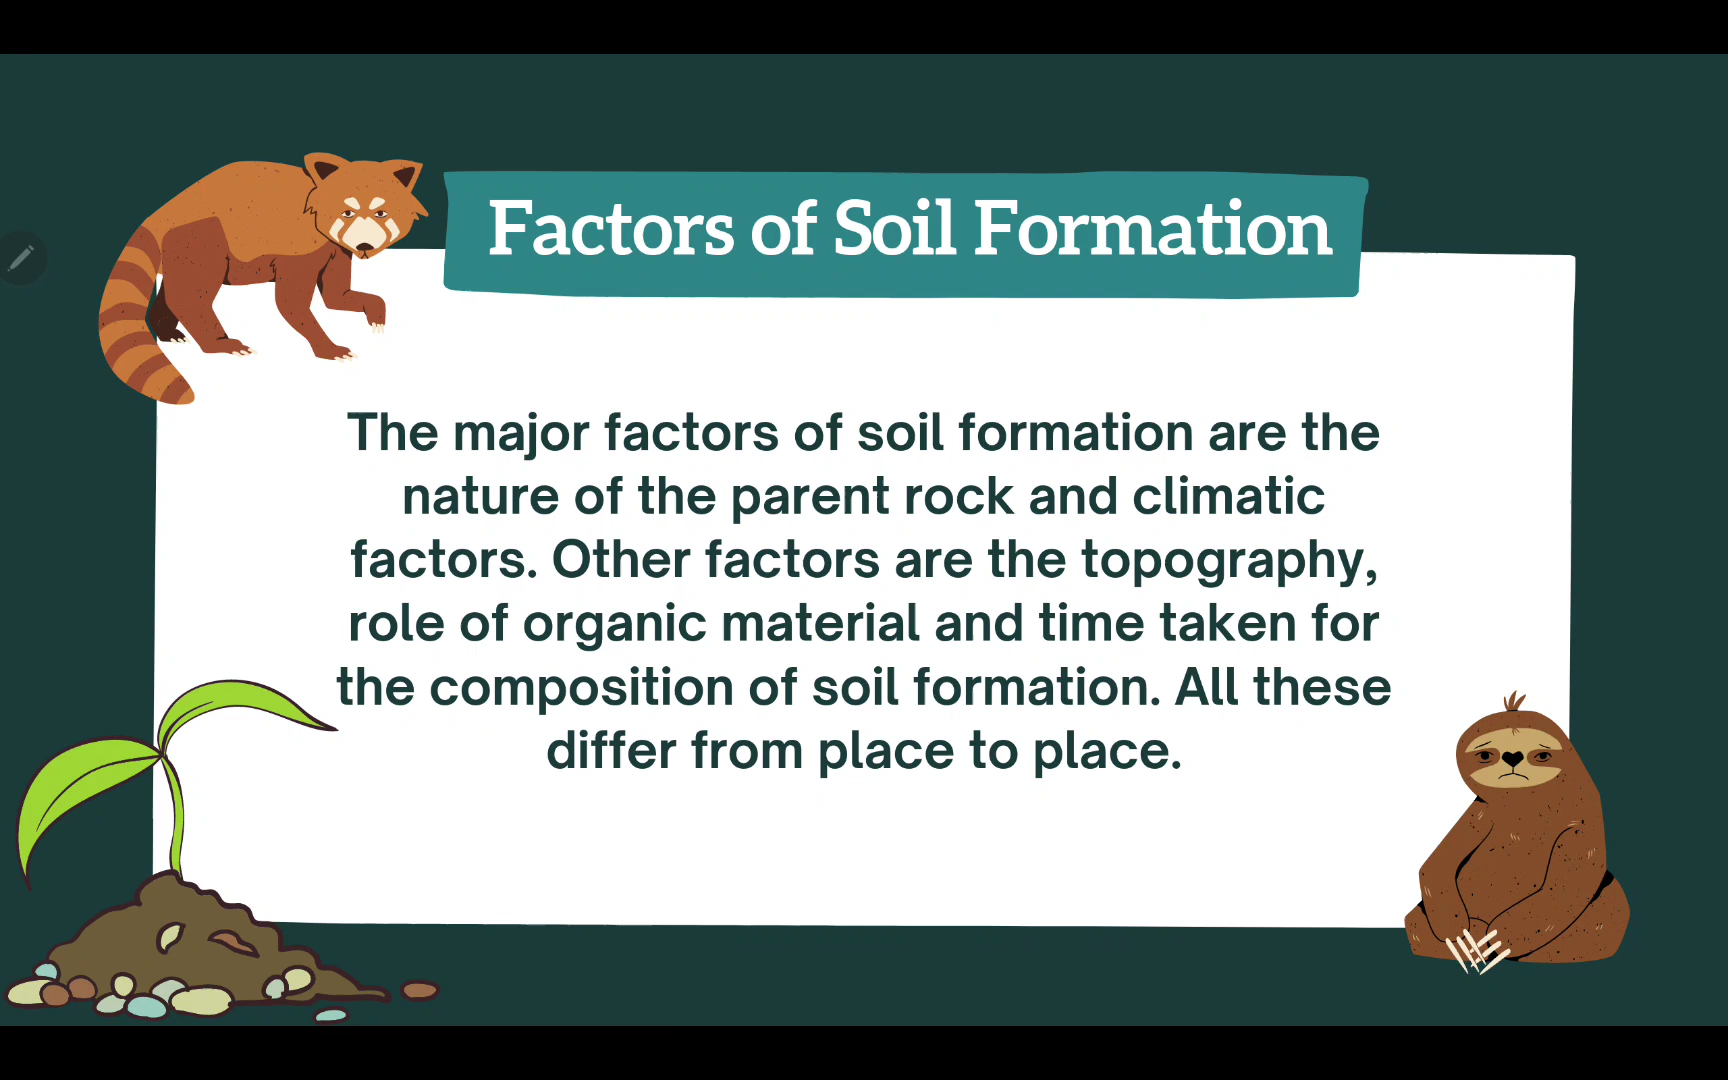 Factors of Soil Formation
The major factors of soil formation are the
nature of the parent rock and climatic
factors. Other factors are the topography,
role of organic material and time taken for
the composition of soil formation. All these
differ from place to place.